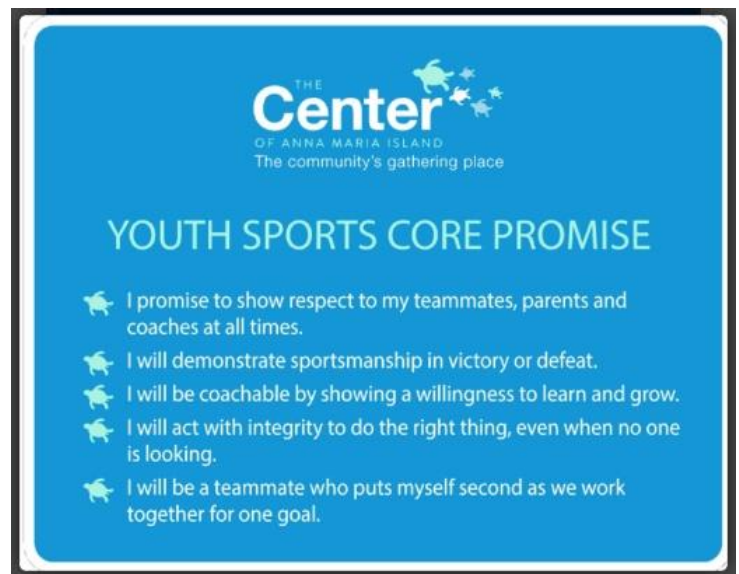 THE
Center
OF ANNA MARIA ISLAND
The community's gathering place
YOUTH SPORTS CORE PROMISE
I promise to show respect to my teammates, parents and
coaches at all times.
I will demonstrate sportsmanship in victory or defeat.
I will be coachable by showing a willingness to learn and grow.
I will act with integrity to do the right thing, even when no one
is looking.
I will be a teammate who puts myself second as we work
together for one goal.